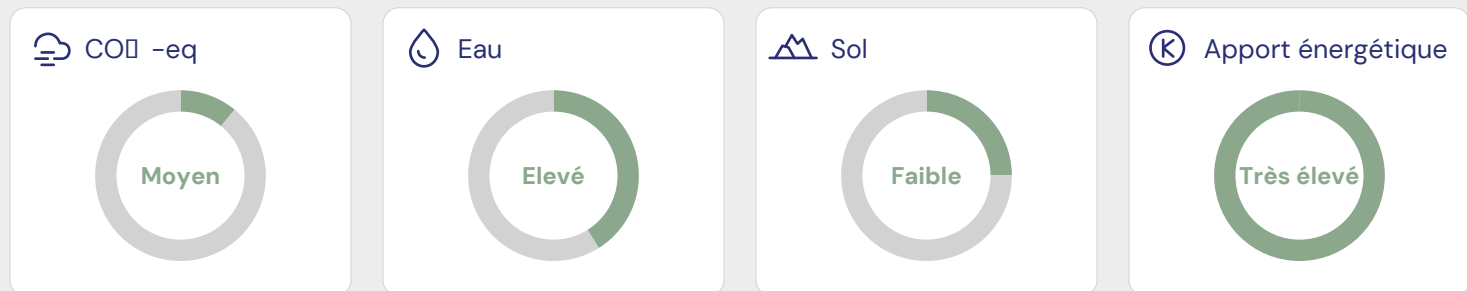 CO▯ -eq
Eau
Sol
Apport énergétique
Moyen
Elevé
Faible
Très élevé